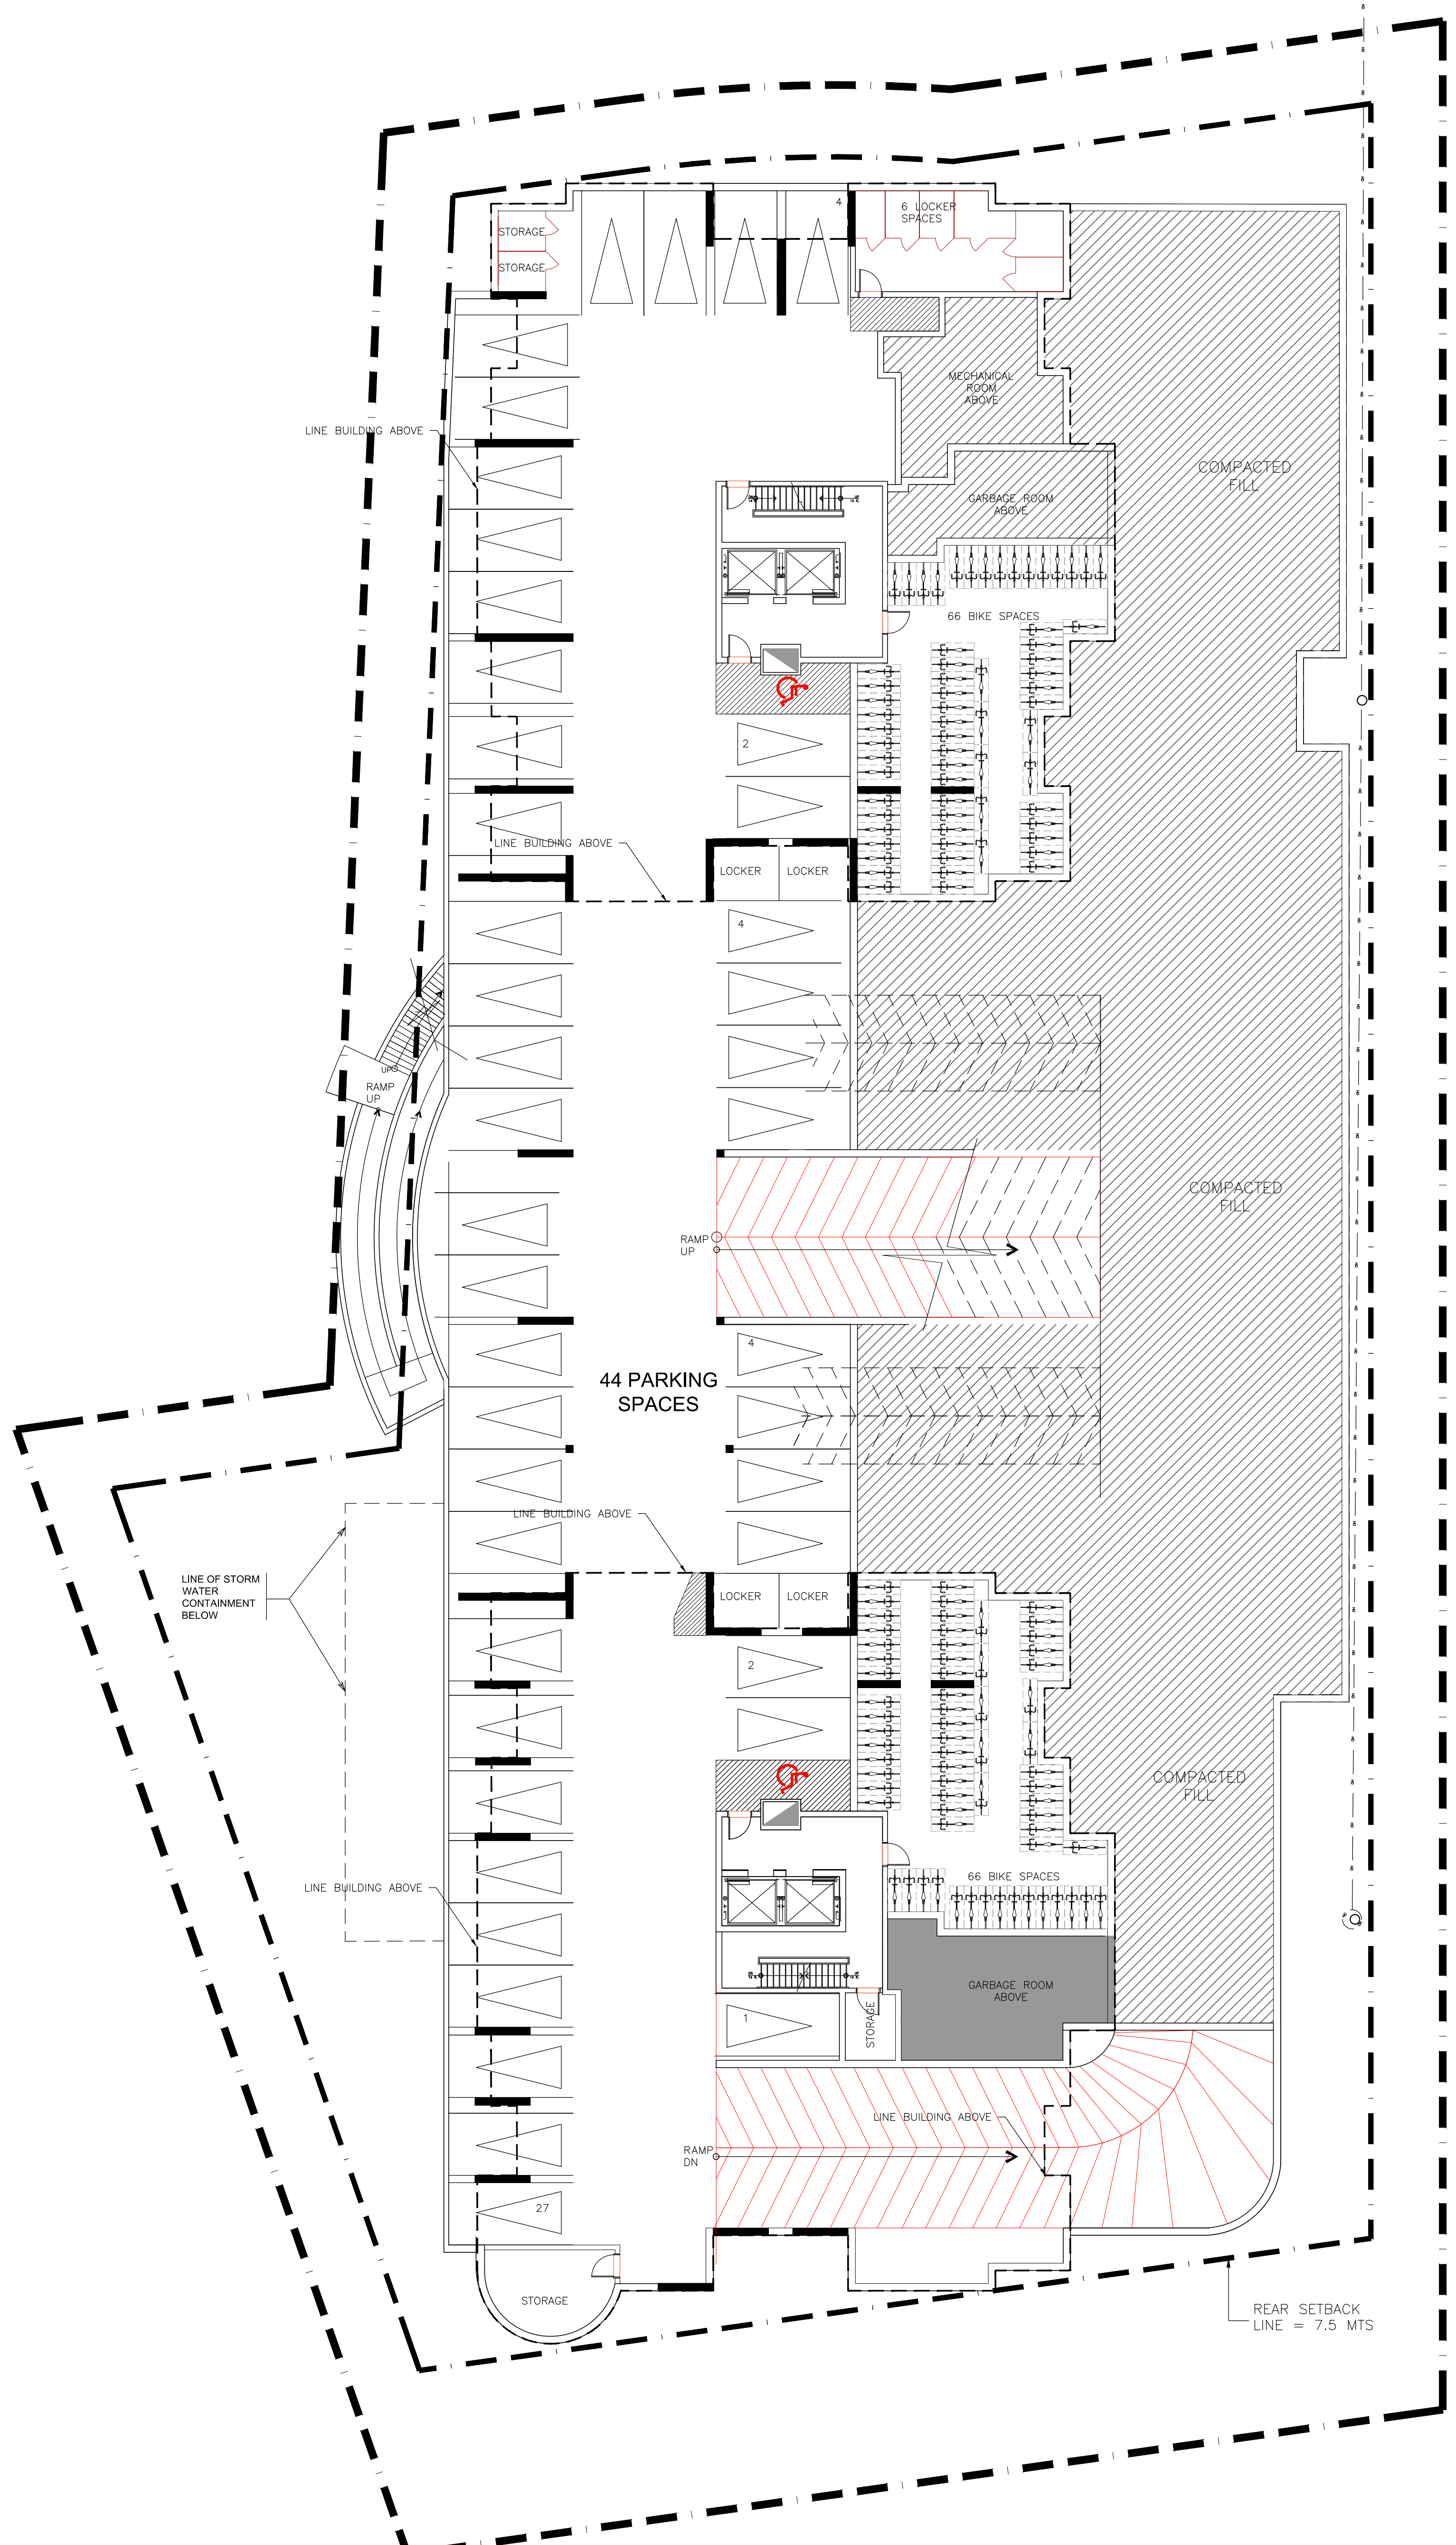 4
6 LOCKER
SPACES
STORAGE
STORAGE
MECHANICAL
ROOM
ABOVE
LINE BUILDING ABOVE
COMPACTED
FILL
GARBAGE ROOM
ABOVE
66 BIKE SPACES
2
LINE BUILDING ABOVE
LOCKER
LOCKER
4
UP
RAMP
UP
COMPACTED
FILL
RAMP
UP
4
44 PARKING
SPACES
LINE BUILDING ABOVE
LINE OF STORM
WATER
CONTAINMENT
BELOW
LOCKER
LOCKER
2
COMPACTED
FILL
66 BIKE SPACES
LINE BUILDING ABOVE
GARBAGE ROOM
ABOVE
1
STORAGE
LINE BUILDING ABOVE
RAMP
DN
27
STORAGE
REAR SETBACK
LINE = 7.5 MTS